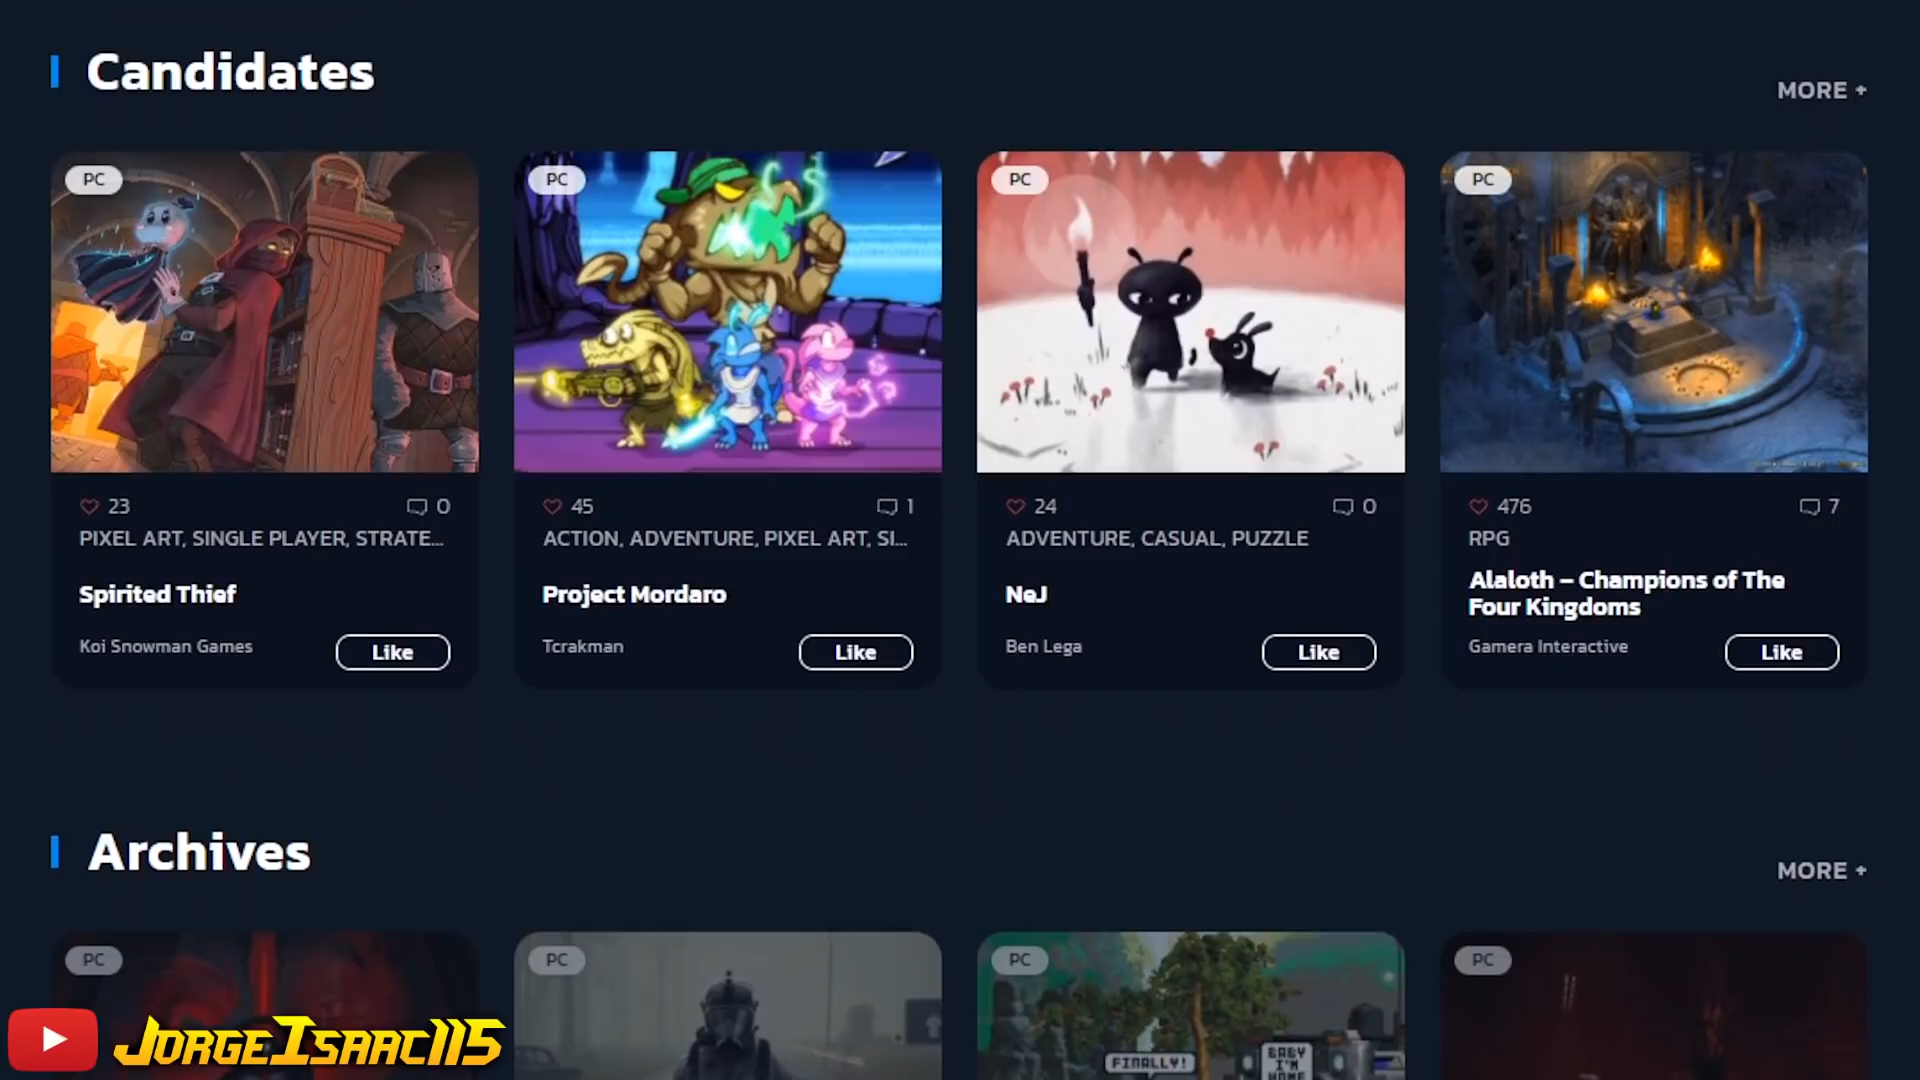 Candidates
MORE +
PC
PC
PC
PC
23
0
45
1
24
0
476
7
PIXEL ART, SINGLE PLAYER, STRATE...
ACTION, ADVENTURE, PIXEL ART, SI...
ADVENTURE, CASUAL, PUZZLE
RPG
Spirited Thief
Project Mordaro
NeJ
Alaloth – Champions of The
Four Kingdoms
Koi Snowman Games
Like
Tcrakman
Like
Ben Lega
Like
Gamera Interactive
Like
Archives
MORE +
PC
PC
PC
PC
JORGEISAAC115
FINALLY!
BABY
I'M
HOME